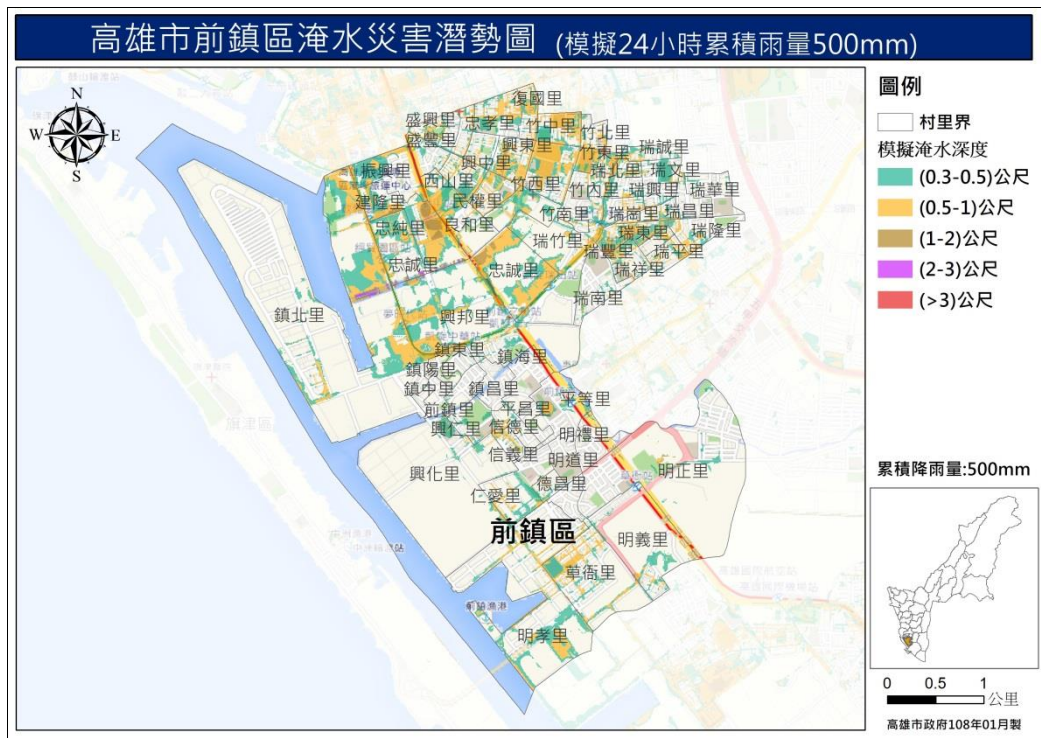 高雄市前鎮區淹水災害潛勢圖 (模擬24小時累積雨量500mm)
N
W E
S
圖例
村里界
模擬淹水深度
(0.3-0.5)公尺
(0.5-1)公尺
(1-2)公尺
(2-3)公尺
(>3)公尺
累積降雨量:500mm
0 0.5 1
公里
高雄市政府108年01月製
復國里
盛興里 忠孝里 竹中里
盛豐里 興東里 竹北里
竹東里 瑞誠里
振興里 興中里 瑞北里 瑞文里
西山里 竹西里 竹內里 瑞興里 瑞華里
建隆里 民權里
竹南里 瑞崗里 瑞昌里
忠純里 良和里
瑞竹里 瑞東里 瑞隆里
瑞豐里 瑞平里
忠誠里 忠誠里 瑞祥里
瑞南里
鎮北里 興邦里
鎮東里 鎮海里
鎮陽里
鎮中里 鎮昌里
前鎮里 平昌里 平等里
興仁里 信德里
明禮里
信義里 明道里
興化里 明正里
德昌里
仁愛里
前鎮區
明義里
草衙里
前鎮漁港
明孝里
旗津區